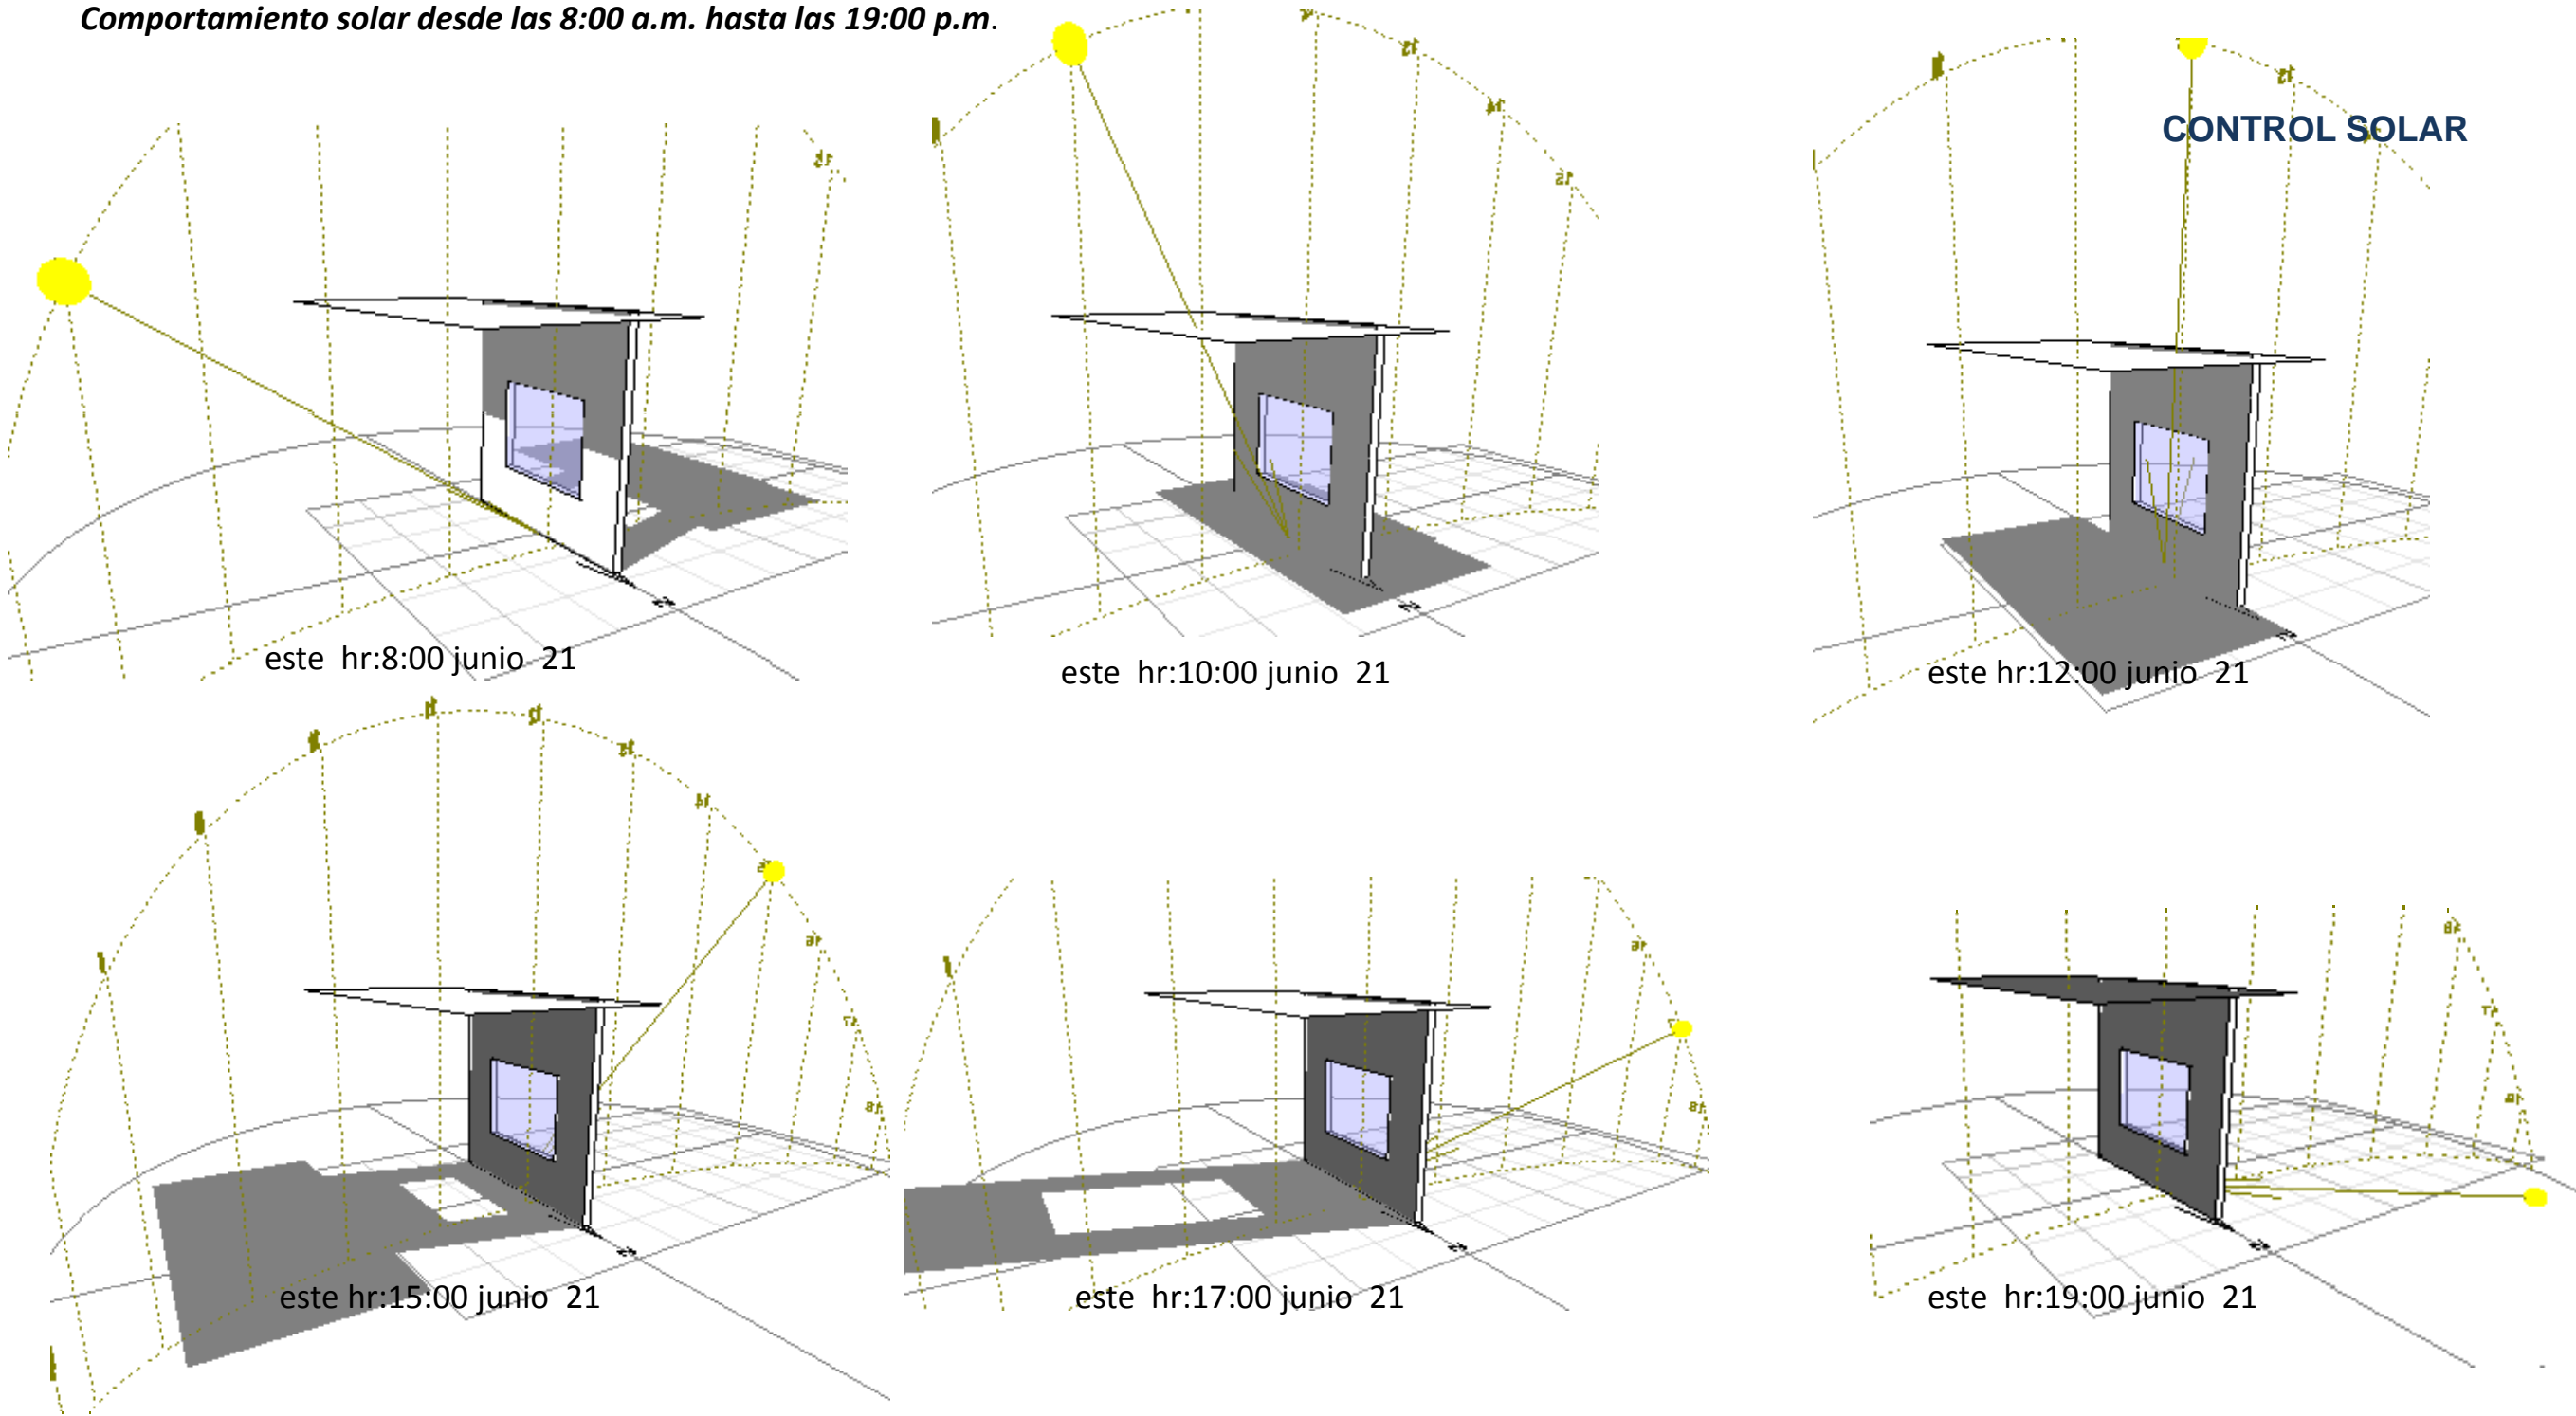 Comportamiento solar desde las 8:00 a.m. hasta las 19:00 p.m.
CONTROL SOLAR
este hr:8:00 junio 21
este hr:10:00 junio 21
este hr:12:00 junio 21
este hr:15:00 junio 21
este hr:17:00 junio 21
este hr:19:00 junio 21